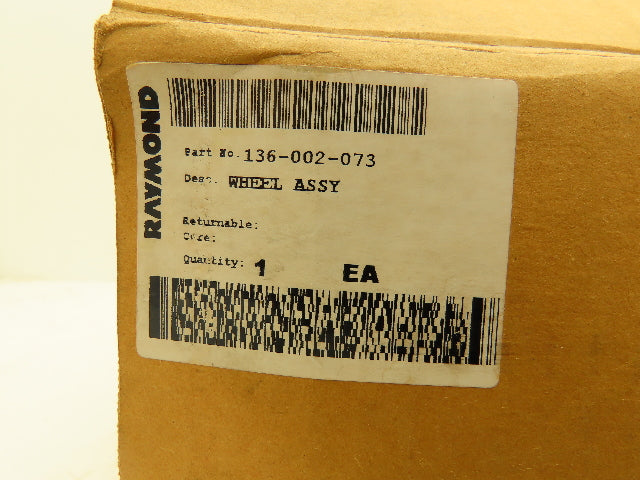 RAYMOND
Part No. 136-002-073
Desc. WHEEL ASSY
Returnable:
Core:
Quantity: 1 EA